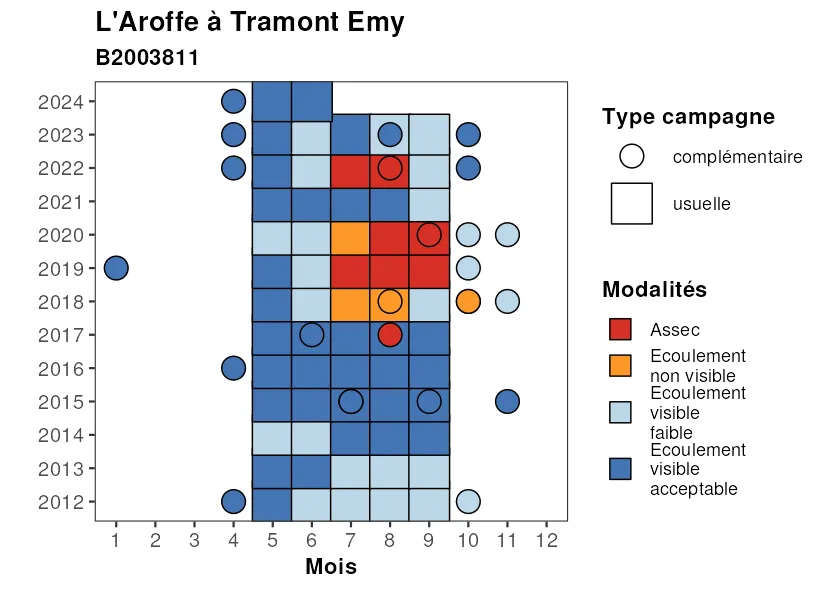 L'Aroffe à Tramont Emy
B2003811
2024
2023
2022
2021
2020
2019
2018
2017
2016
2015
2014
2013
2012
1 2 3 4 5 6 7 8 9 10 11 12
Mois
Type campagne
complémentaire
usuelle
Modalités
Assec
Ecoulement
non visible
Ecoulement
visible
faible
Ecoulement
visible
acceptable